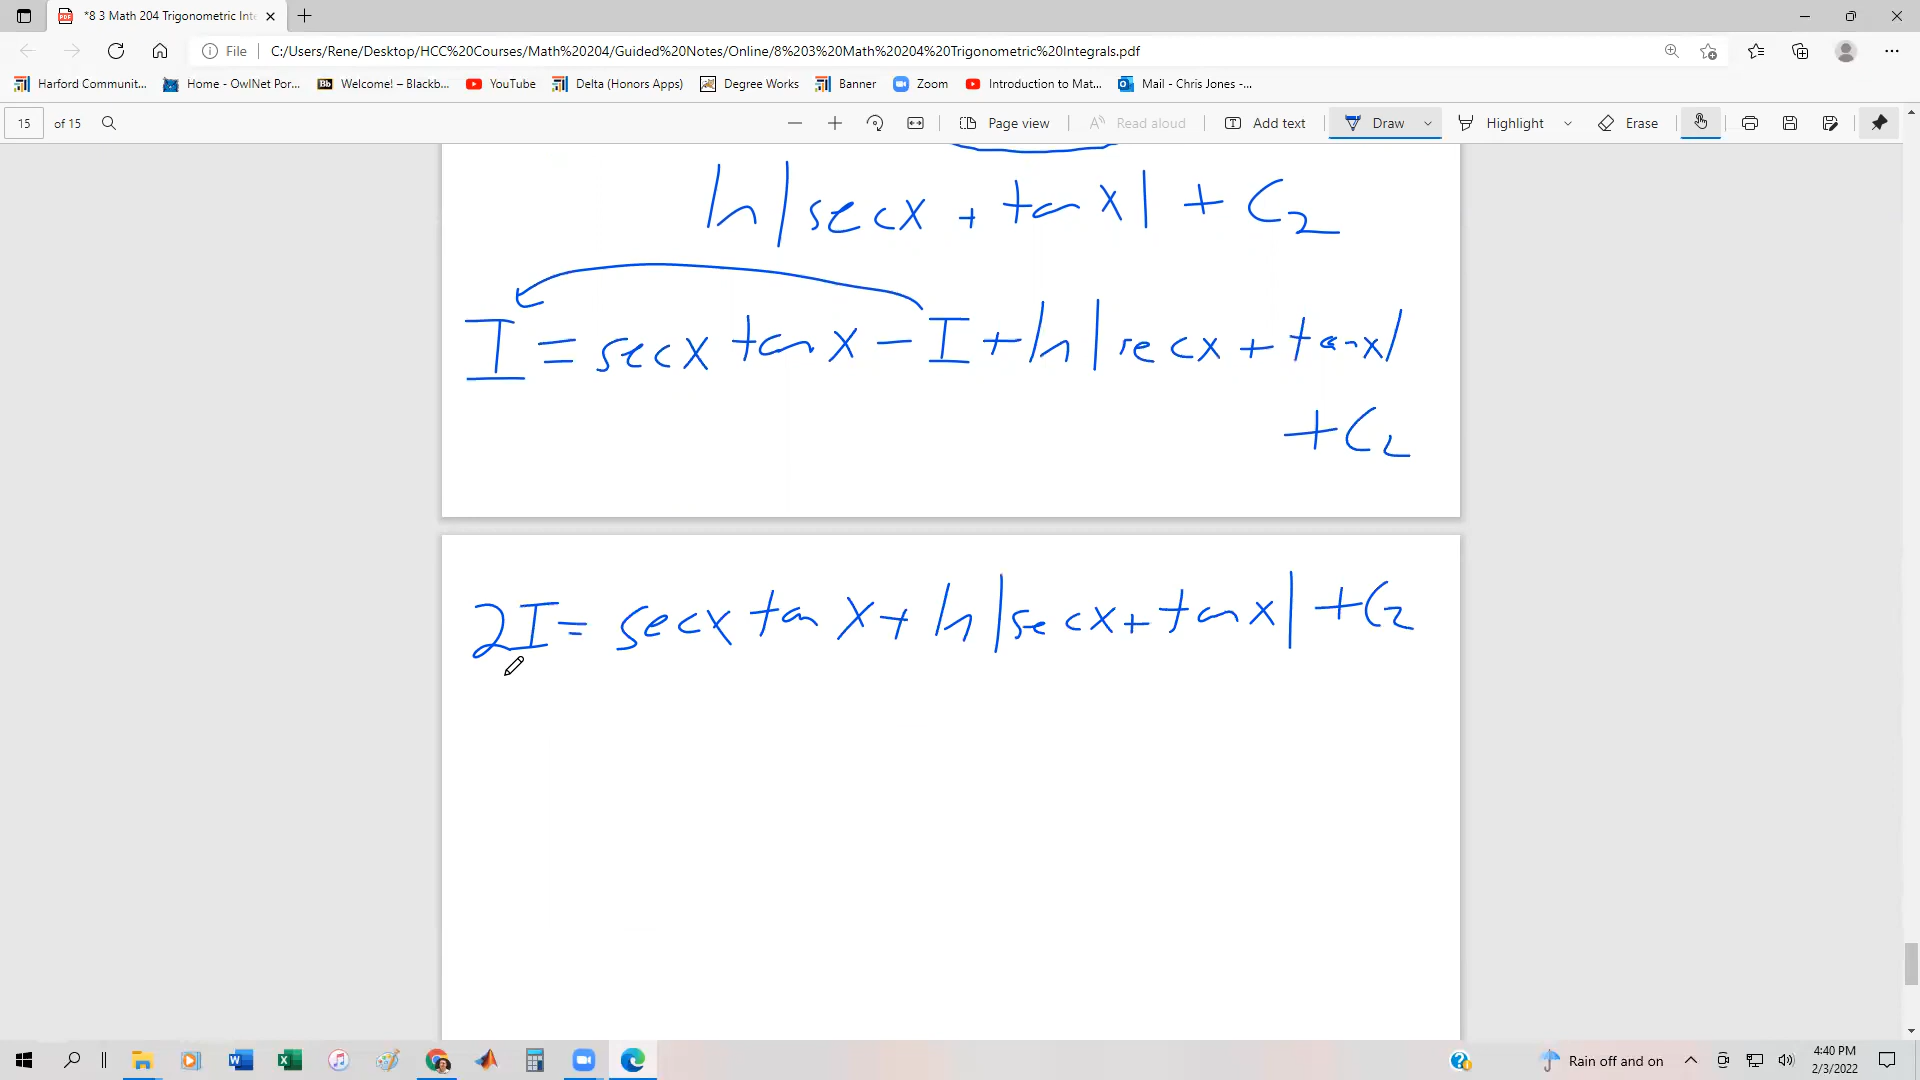 *8 3 Math 204 Trigonometric Inte
File C:/Users/Rene/Desktop/HCC%20Courses/Math%20204/Guided%20Notes/Online/8%203%20Math%20204%20Trigonometric%20Integrals.pdf
Harford Communit... Home - OwlNet Por... Bb Welcome! – Blackb... YouTube Delta (Honors Apps) Degree Works Banner Zoom Introduction to Mat... Mail - Chris Jones -...
15 of 15 Page view Read aloud Add text Draw Highlight Erase
ln|secx + tanx| + C₂
I = secx tanx − I + ln|secx + tanx|
+C₂
2I = secx tanx + ln|secx + tanx| + C₂
Rain off and on 4:40 PM
2/3/2022